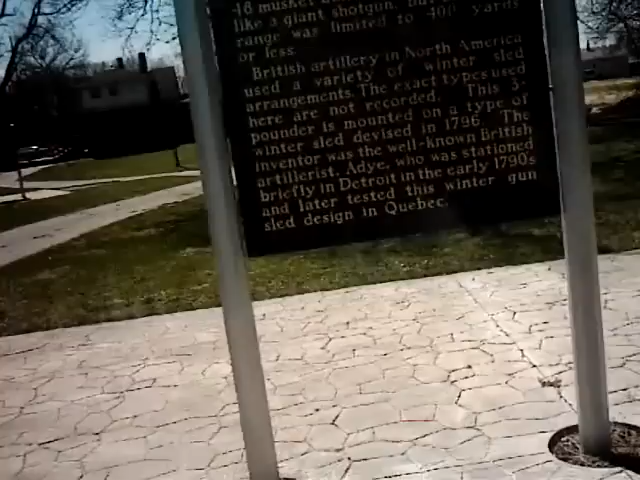 48 musket
like a giant shotgun, but
range was limited to 400 yards
or less.
British artillery in North America
used a variety of winter sled
arrangements. The exact types used
here are not recorded. This 3-
pounder is mounted on a type of
winter sled devised in 1796. The
inventor was the well-known British
artillerist, Adye, who was stationed
briefly in Detroit in the early 1790's
and later tested this winter gun
sled design in Quebec.